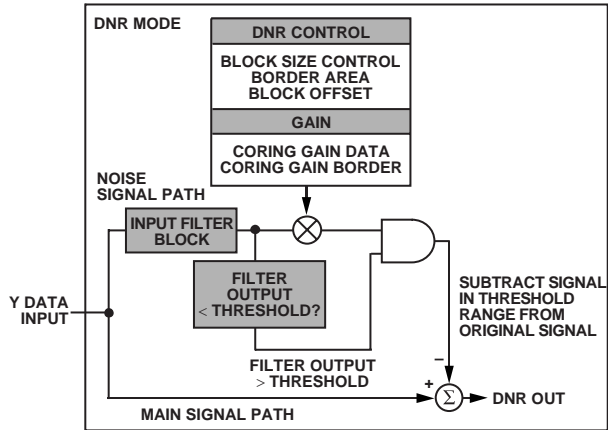 DNR MODE
DNR CONTROL
BLOCK SIZE CONTROL
BORDER AREA
BLOCK OFFSET
GAIN
CORING GAIN DATA
CORING GAIN BORDER
NOISE
SIGNAL PATH
INPUT FILTER
BLOCK
FILTER
OUTPUT
< THRESHOLD?
Y DATA
INPUT
FILTER OUTPUT
> THRESHOLD
SUBTRACT SIGNAL
IN THRESHOLD
RANGE FROM
ORIGINAL SIGNAL
–
+
Σ
DNR OUT
MAIN SIGNAL PATH